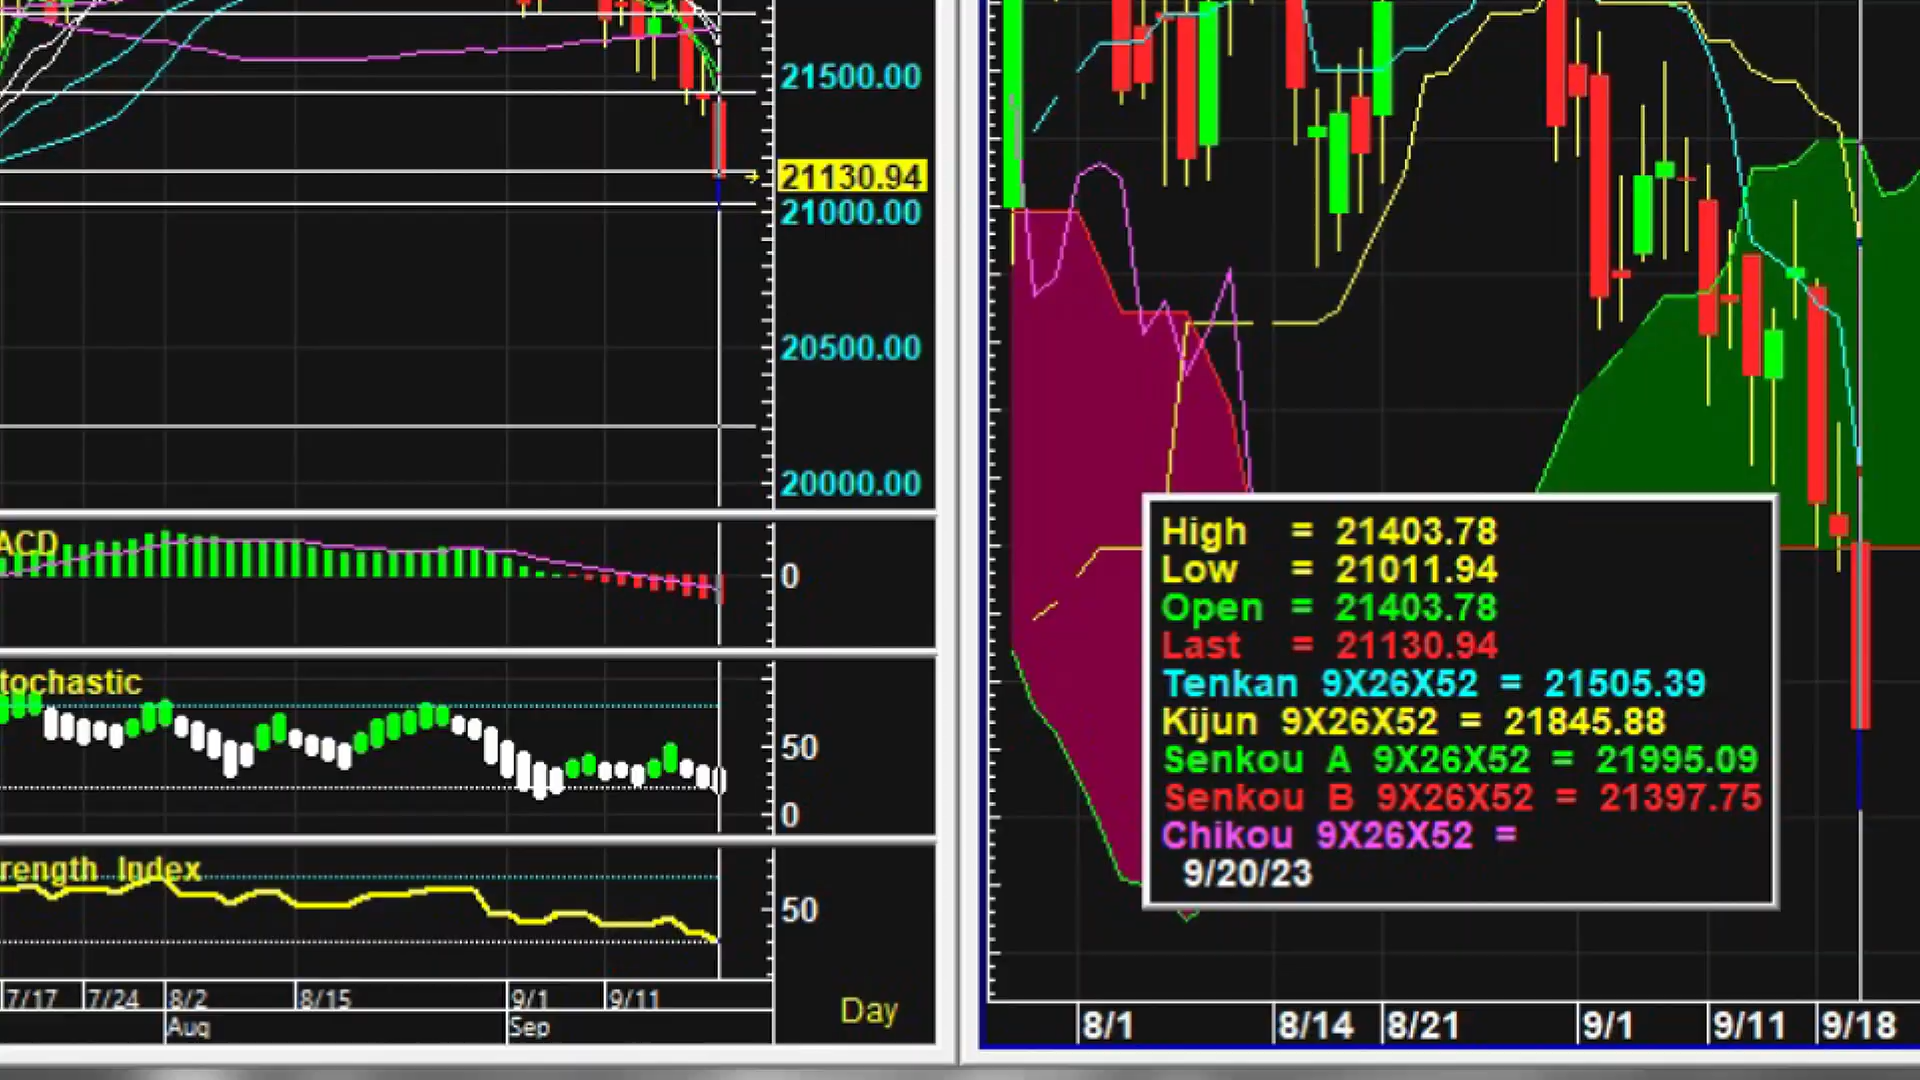 21500.00
21130.94
21000.00
20500.00
20000.00
ACD
0
tochastic
50
0
rength Index
50
7/17 7/24 8/2 8/15 9/1 9/11
Aug Sep
Day
High = 21403.78
Low = 21011.94
Open = 21403.78
Last = 21130.94
Tenkan 9X26X52 = 21505.39
Kijun 9X26X52 = 21845.88
Senkou A 9X26X52 = 21995.09
Senkou B 9X26X52 = 21397.75
Chikou 9X26X52 =
9/20/23
8/1 8/14 8/21 9/1 9/11 9/18